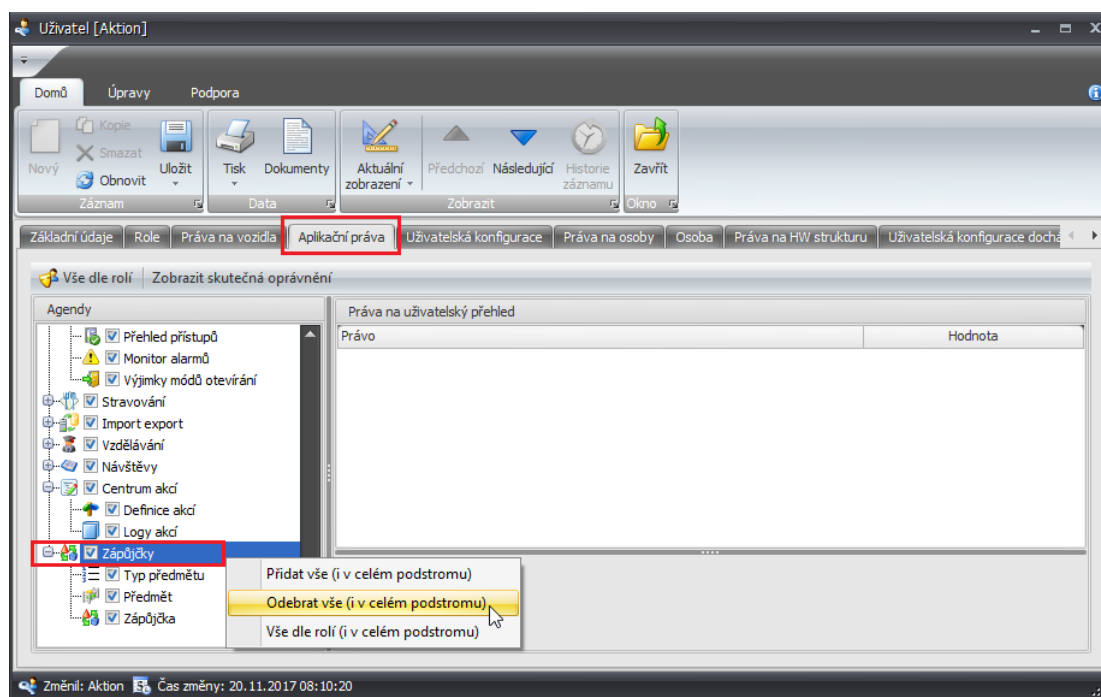 Uživatel [Aktion]
Domů Úpravy Podpora
Nový
Kopie
Smazat
Obnovit
Uložit
Tisk
Dokumenty
Aktuální
zobrazení
Předchozí
Následující
Historie
záznamu
Zavřít
Záznam
Data
Zobrazit
Okno
Základní údaje Role Práva na vozidla Aplikační práva Uživatelská konfigurace Práva na osoby Osoba Práva na HW strukturu Uživatelská konfigurace dochá
Vše dle rolí Zobrazit skutečná oprávnění
Agendy
Přehled přístupů
Monitor alarmů
Výjimky módů otevírání
Stravování
Import export
Vzdělávání
Návštěvy
Centrum akcí
Definice akcí
Logy akcí
Zápůjčky
Typ předmětu
Předmět
Zápůjčka
Práva na uživatelský přehled
Právo Hodnota
Přidat vše (i v celém podstromu)
Odebrat vše (i v celém podstromu)
Vše dle rolí (i v celém podstromu)
Změnil: Aktion Čas změny: 20.11.2017 08:10:20